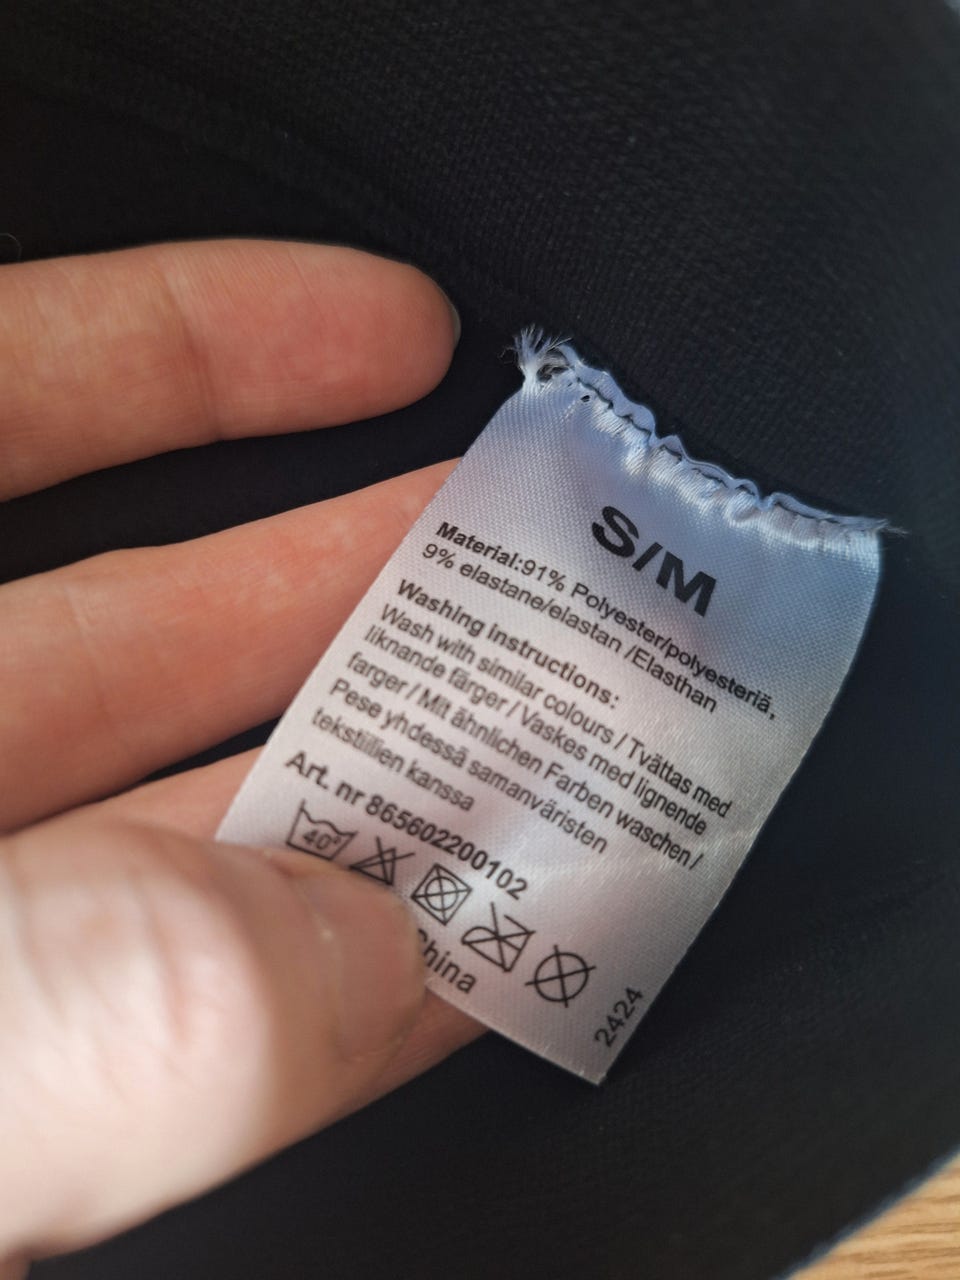 S/M
Material:91% Polyester/polyesteriä,
9% elastane/elastan /Elasthan
Washing instructions:
Wash with similar colours / Tvättas med
liknande färger / Vaskes med lignende
farger / Mit ähnlichen Farben waschen /
Pese yhdessä samanväristen
tekstiilien kanssa
Art. nr 865602200102
40°
China
2424